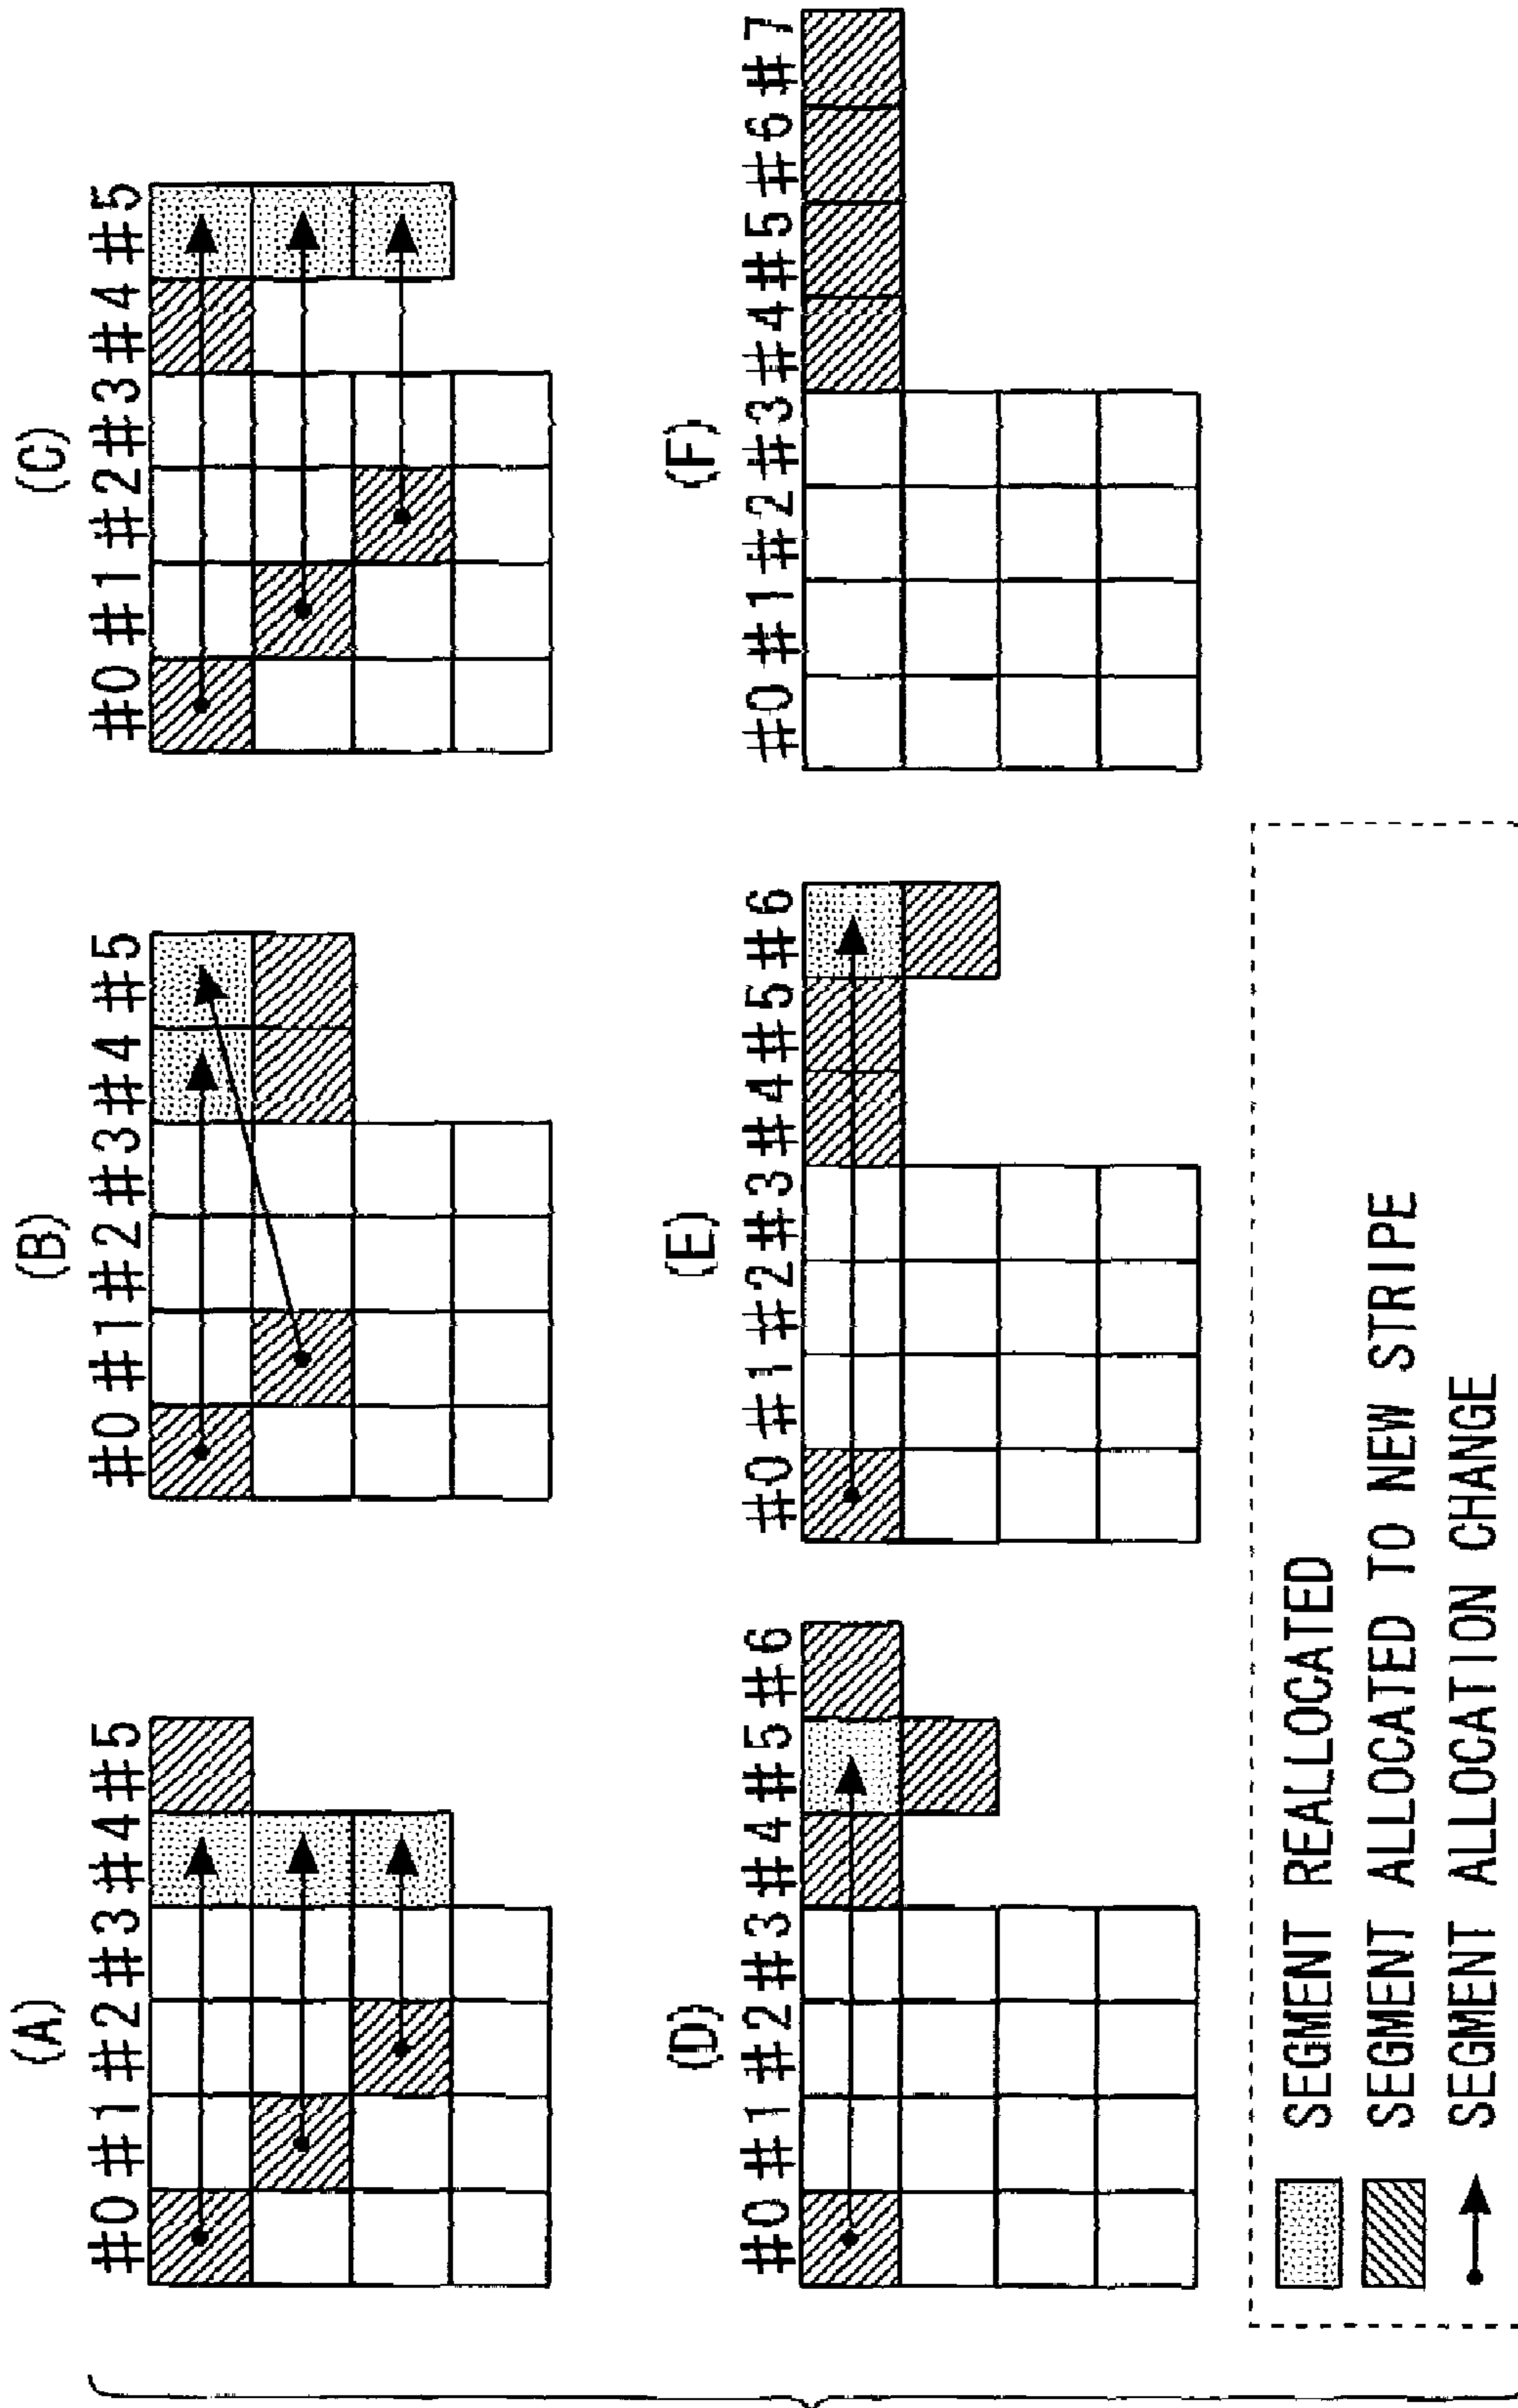 (A)
#0 #1 #2 #3 #4 #5
(B)
#0 #1 #2 #3 #4 #5
(C)
#0 #1 #2 #3 #4 #5
(D)
#0 #1 #2 #3 #4 #5 #6
(E)
#0 #1 #2 #3 #4 #5 #6
(F)
#0 #1 #2 #3 #4 #5 #6 #7
SEGMENT REALLOCATED
SEGMENT ALLOCATED TO NEW STRIPE
SEGMENT ALLOCATION CHANGE